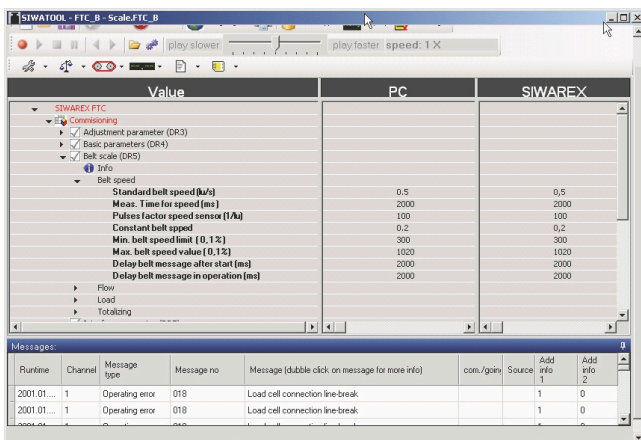 SIWATOOL - FTC_B - Scale.FTC_B
play slower play faster speed: 1 X
Value PC SIWAREX
SIWAREX FTC
Commisioning
Adjustment parameter (DR3)
Basic parameters (DR4)
Belt scale (DR5)
Info
Belt speed
Standard belt speed (lu/s) 0.5 0,5
Meas. Time for speed (ms) 2000 2000
Pulses factor speed sensor (1/lu) 100 100
Constant belt spped 0.2 0,2
Min. belt speed limit ( 0,1%) 300 300
Max. belt speed value ( 0,1%) 1020 1020
Delay belt message after start (ms) 2000 2000
Delay belt message in operation (ms) 2000 2000
Flow
Load
Totalizing
Messages:
Runtime Channel Message type Message no Message (dubble click on message for more info) com./going Source Add info 1 Add info 2
2001.01.... 1 Operating error 018 Load cell connection line-break 1 0
2001.01.... 1 Operating error 018 Load cell connection line-break 1 0